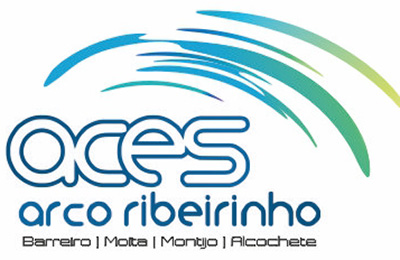 aces
arco ribeirinho
Barreiro | Moita | Montijo | Alcochete